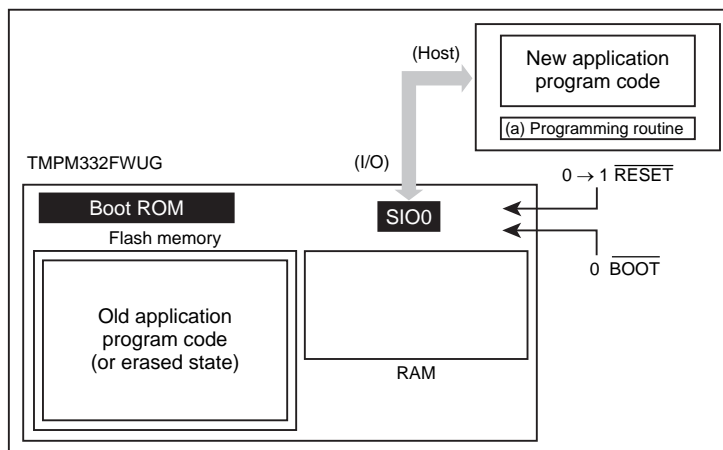 (Host)
New application
program code
(a) Programming routine
TMPM332FWUG
(I/O)
0 → 1 RESET
Boot ROM
SIO0
Flash memory
0 BOOT
Old application
program code
(or erased state)
RAM